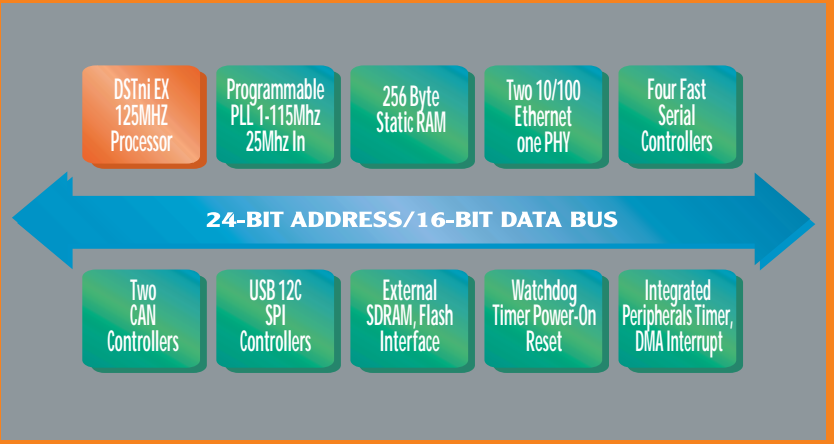 DSTni EX
125MHZ
Processor
Programmable
PLL 1-115Mhz
25Mhz In
256 Byte
Static RAM
Two 10/100
Ethernet
one PHY
Four Fast
Serial
Controllers
24-BIT ADDRESS/16-BIT DATA BUS
Two
CAN
Controllers
USB 12C
SPI
Controllers
External
SDRAM, Flash
Interface
Watchdog
Timer Power-On
Reset
Integrated
Peripherals Timer,
DMA Interrupt